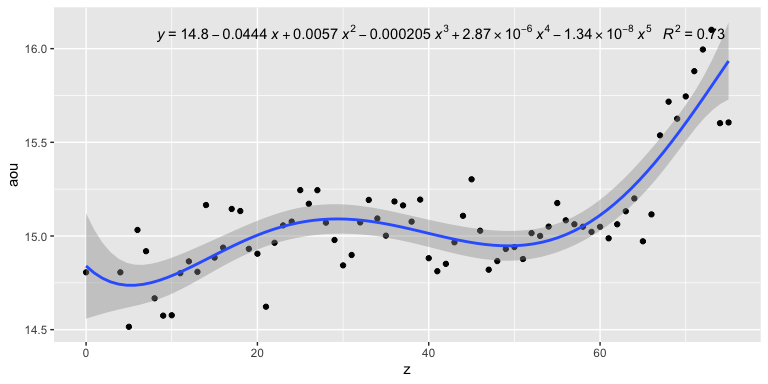 y = 14.8 – 0.0444 x + 0.0057 x² – 0.000205 x³ + 2.87 × 10⁻⁶ x⁴ – 1.34 × 10⁻⁸ x⁵ R² = 0.73
16.0
15.5
aou
15.0
14.5
0 20 40 60
z